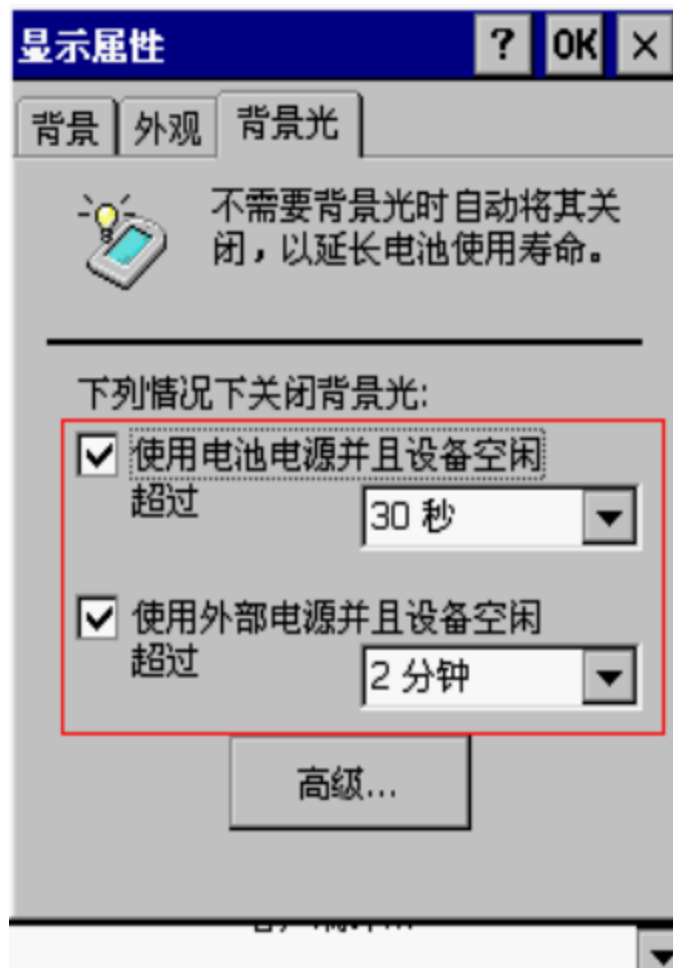 显示属性 ? OK ×
背景 外观 背景光
不需要背景光时自动将其关
闭，以延长电池使用寿命。
下列情况下关闭背景光:
使用电池电源并且设备空闲
超过 30 秒
使用外部电源并且设备空闲
超过 2 分钟
高级...